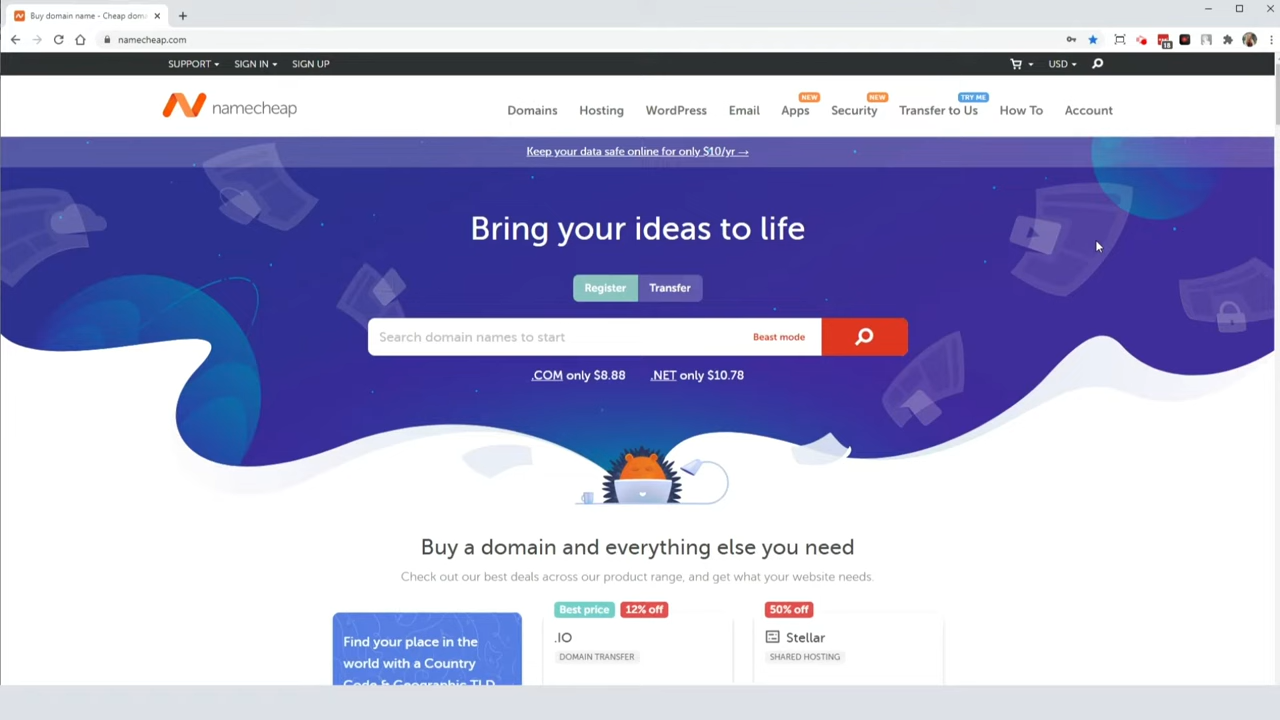 Buy domain name - Cheap doma
namecheap.com
18
SUPPORT SIGN IN SIGN UP USD
NEW NEW TRY ME
namecheap Domains Hosting WordPress Email Apps Security Transfer to Us How To Account
Keep your data safe online for only $10/yr →
Bring your ideas to life
Register Transfer
Search domain names to start Beast mode
.COM only $8.88 .NET only $10.78
Buy a domain and everything else you need
Check out our best deals across our product range, and get what your website needs.
Best price 12% off 50% off
Find your place in the
world with a Country
Code & Geographic TLD
.IO
DOMAIN TRANSFER
Stellar
SHARED HOSTING